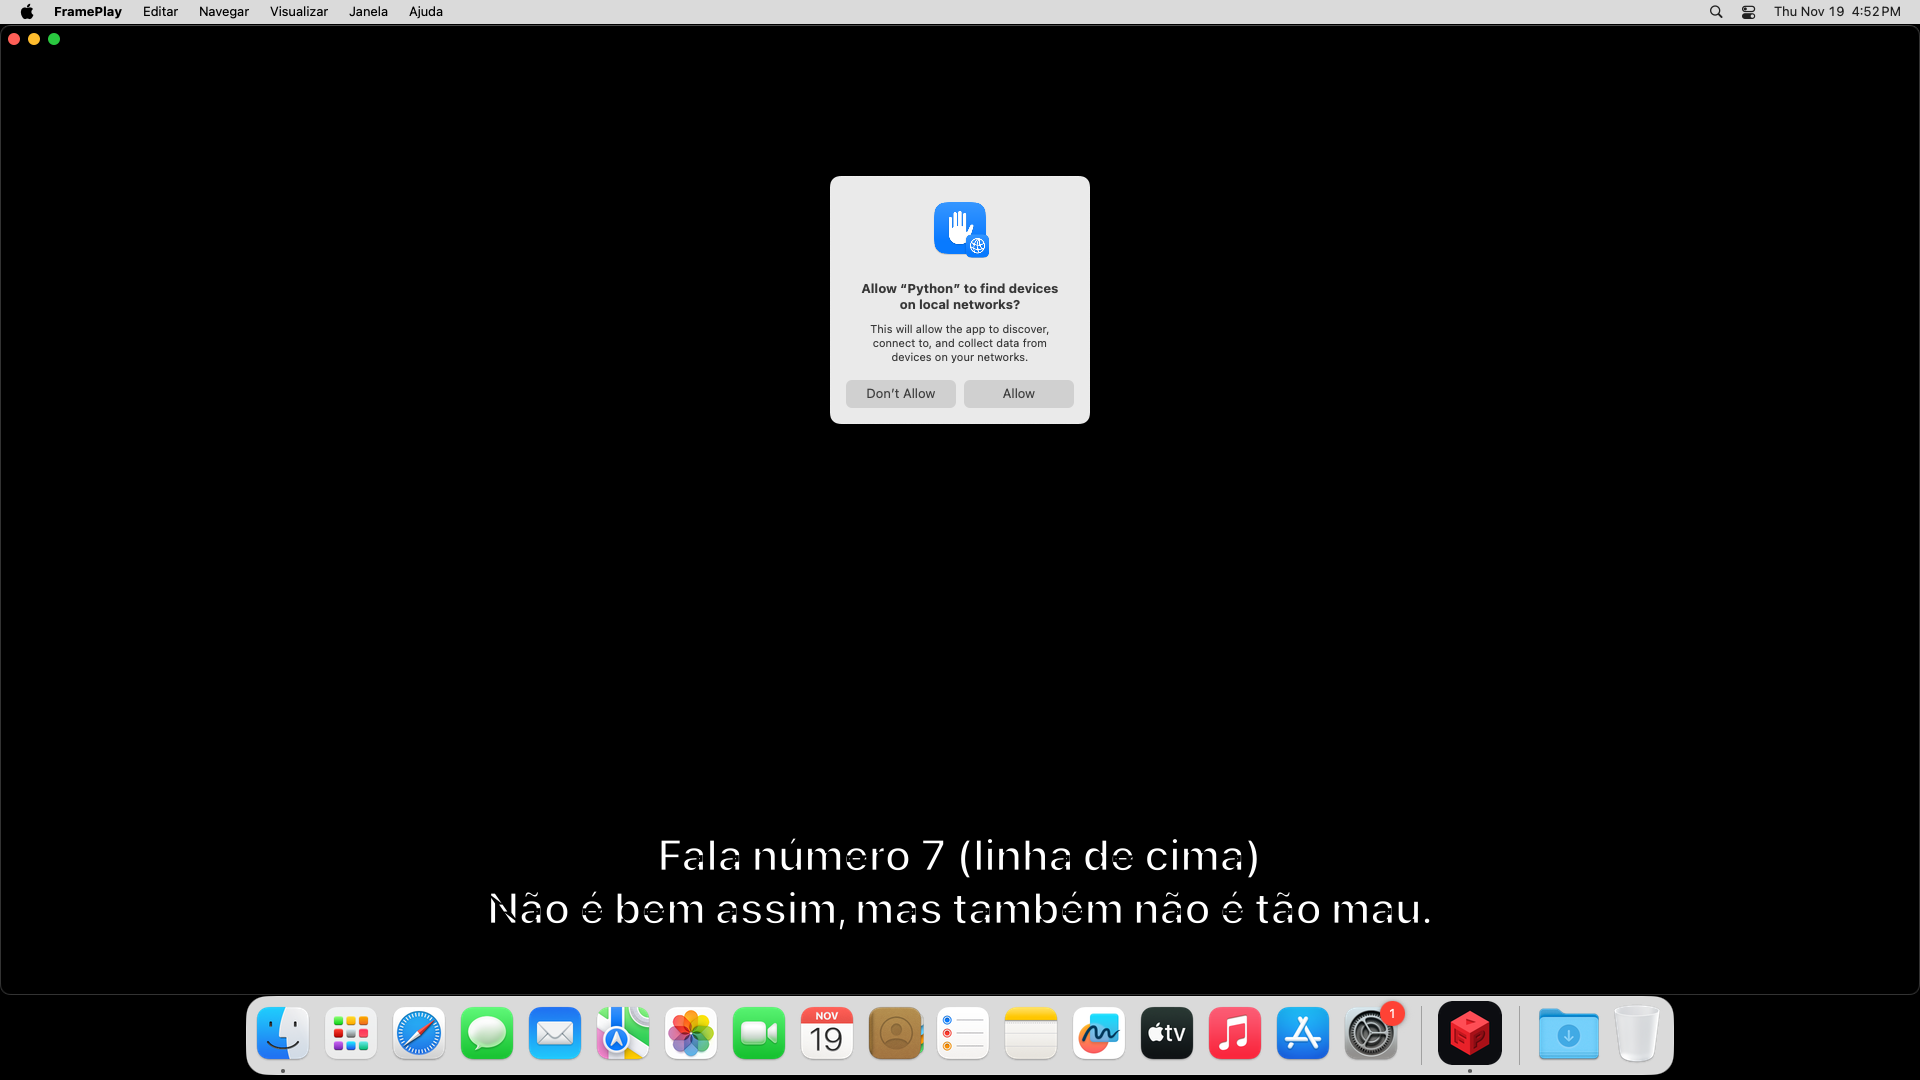 FramePlay Editar Navegar Visualizar Janela Ajuda Thu Nov 19 4:52 PM
Allow “Python” to find devices
on local networks?
This will allow the app to discover,
connect to, and collect data from
devices on your networks.
Don’t Allow Allow
Fala número 7 (linha de cima)
Não é bem assim, mas também não é tão mau.
NOV
19
tv
1